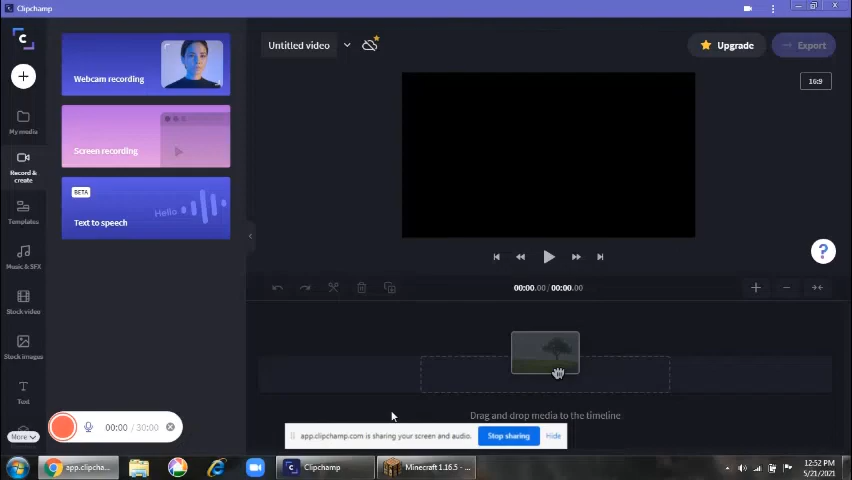 Clipchamp
Untitled video
Upgrade
Export
16:9
Webcam recording
Screen recording
BETA
Hello
Text to speech
My media
Record &
create
Templates
Music & SFX
Stock video
Stock images
Text
More
?
00:00.00 / 00:00.00
Drag and drop media to the timeline
00:00 / 30:00
app.clipchamp.com is sharing your screen and audio.
Stop sharing
Hide
app.clipcha...
Clipchamp
Minecraft 1.16.5 - ...
12:52 PM
5/21/2021